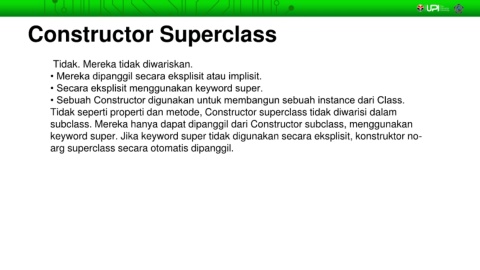 UPI
Constructor Superclass
Tidak. Mereka tidak diwariskan.
• Mereka dipanggil secara eksplisit atau implisit.
• Secara eksplisit menggunakan keyword super.
• Sebuah Constructor digunakan untuk membangun sebuah instance dari Class.
Tidak seperti properti dan metode, Constructor superclass tidak diwarisi dalam
subclass. Mereka hanya dapat dipanggil dari Constructor subclass, menggunakan
keyword super. Jika keyword super tidak digunakan secara eksplisit, konstruktor no-
arg superclass secara otomatis dipanggil.